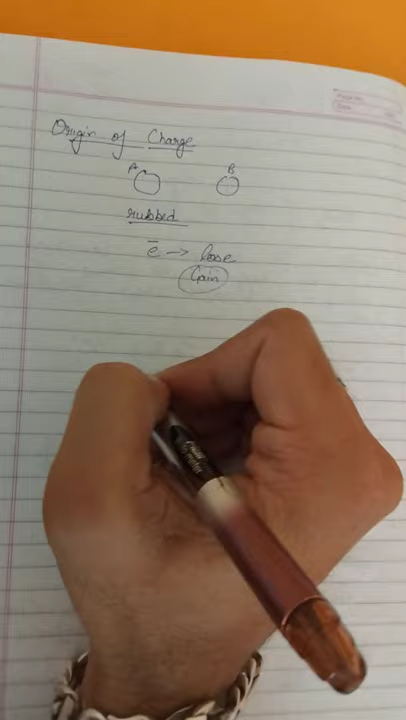 Origin of Charge
A B
rubbed
ē → lose
Gain